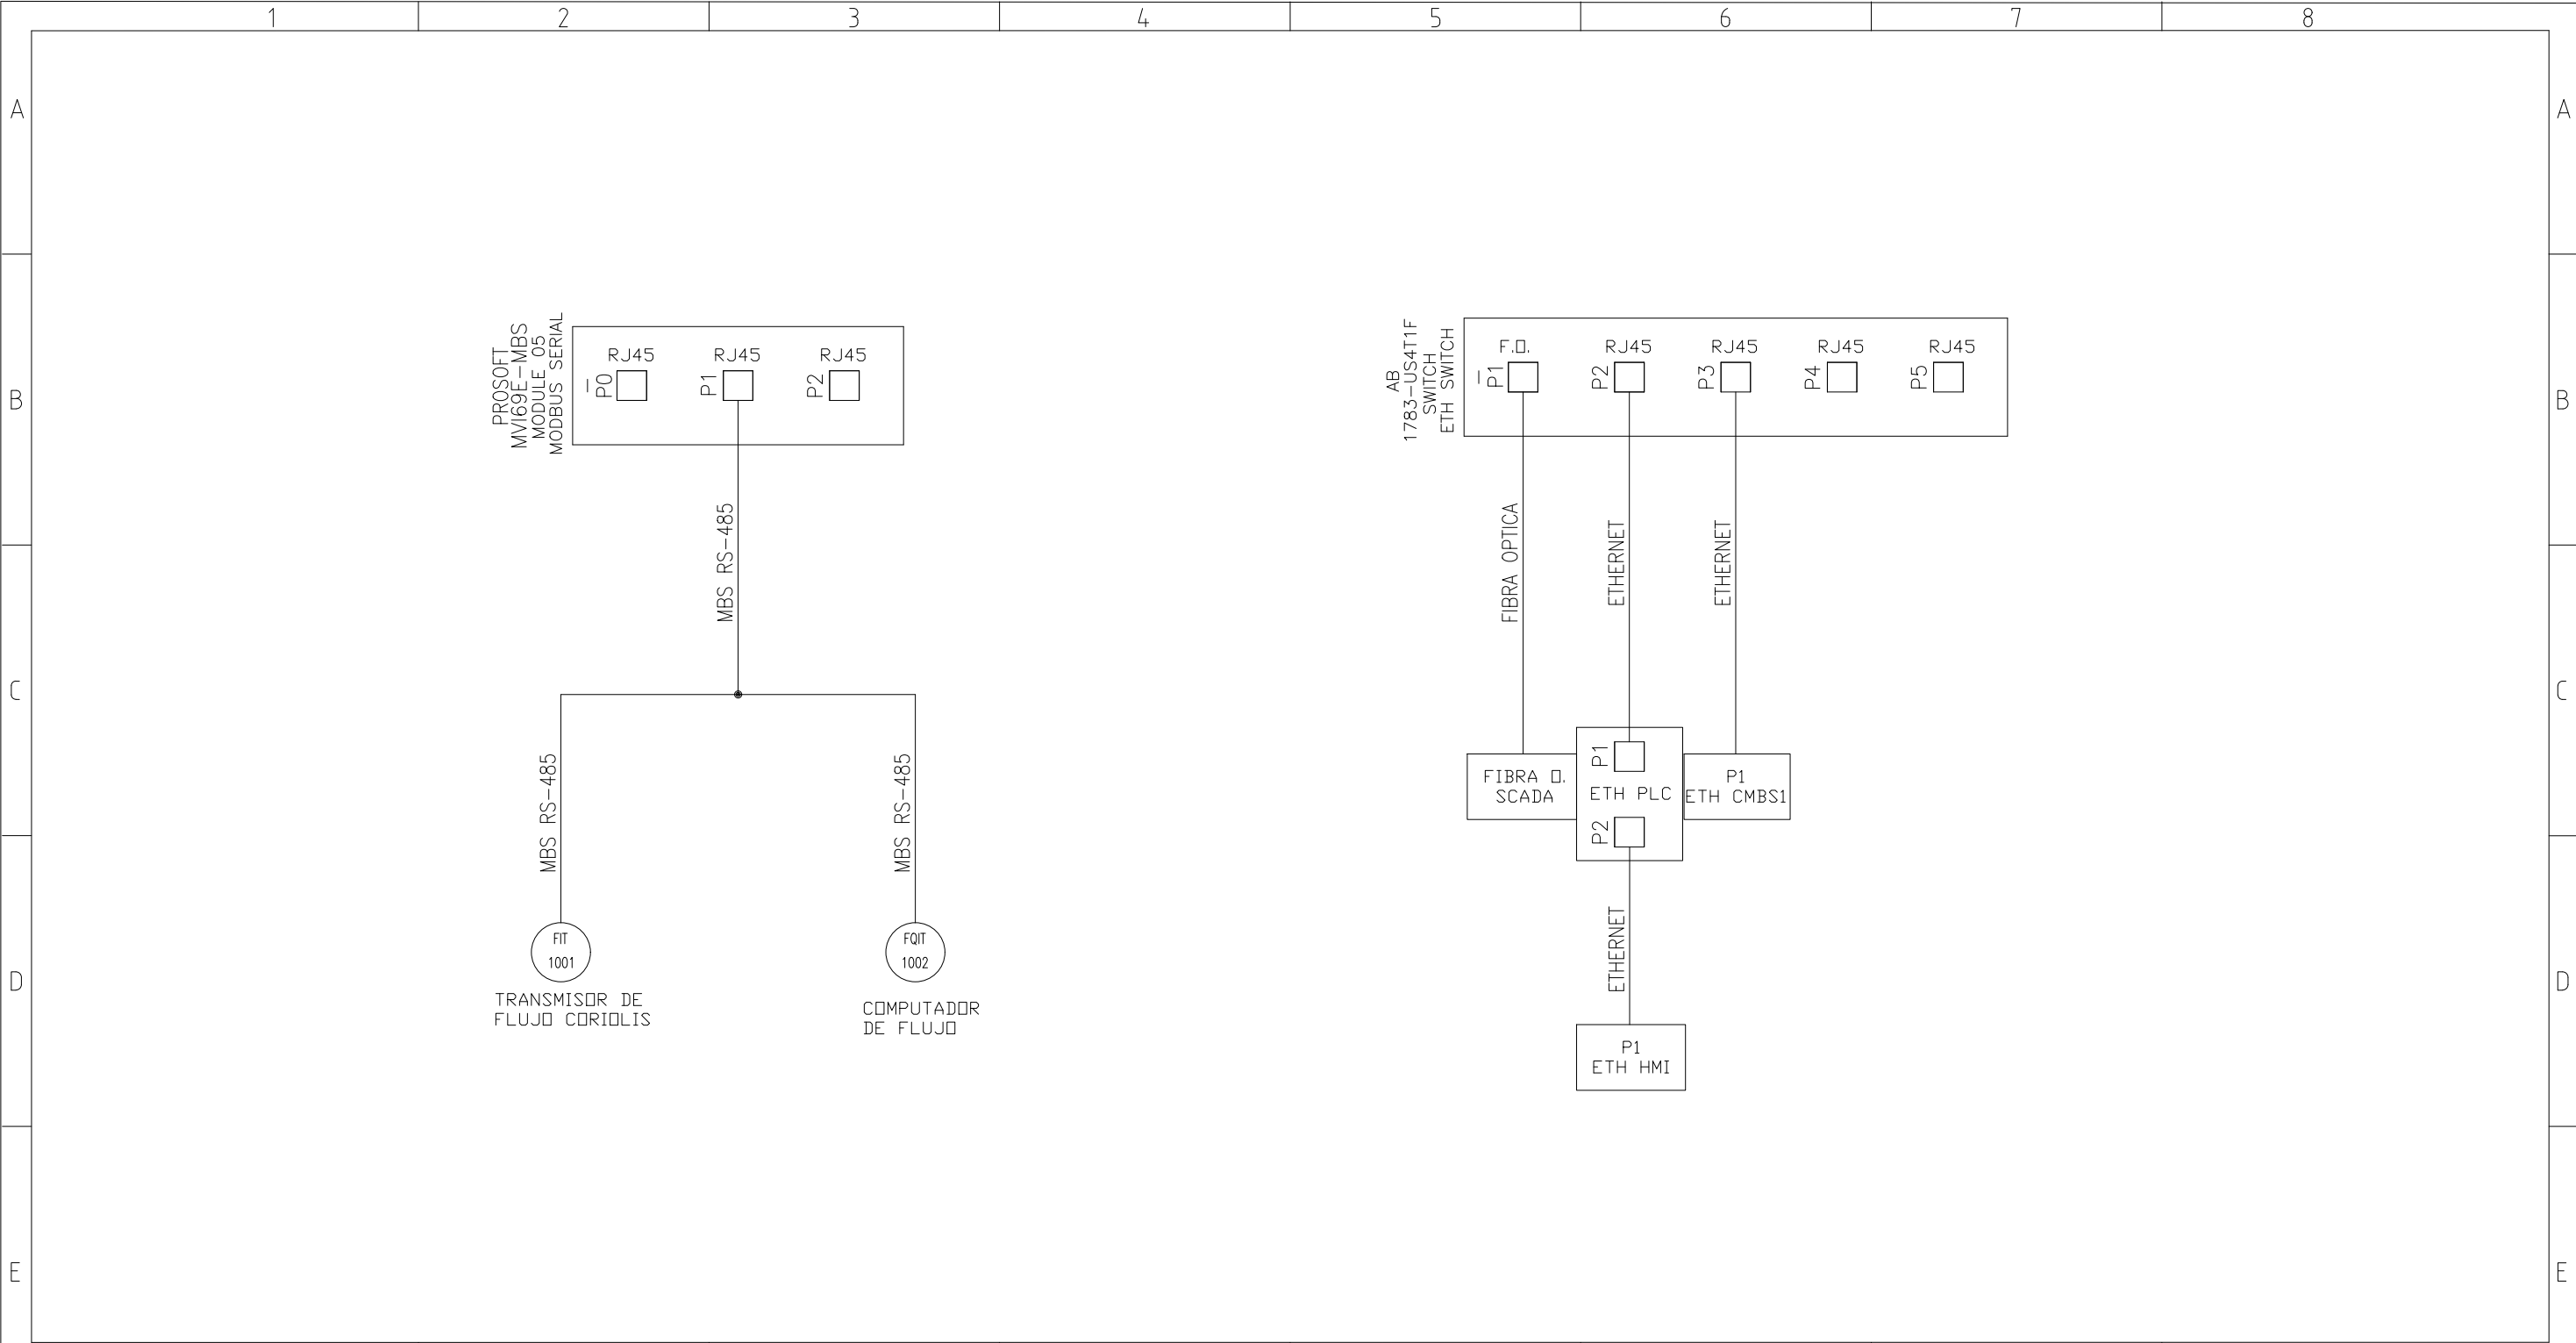 1 2 3 4 5 6 7 8
A A
B B
C C
D D
E E
PROSOFT
MVI69E-MBS
MODULE 05
MODBUS SERIAL
RJ45 RJ45 RJ45
P0 P1 P2
MBS RS-485
MBS RS-485
MBS RS-485
FIT
1001
TRANSMISOR DE
FLUJO CORIOLIS
FQIT
1002
COMPUTADOR
DE FLUJO
AB
1783-US4T1F
SWITCH
ETH SWITCH
F.O. RJ45 RJ45 RJ45 RJ45
P1 P2 P3 P4 P5
FIBRA OPTICA
ETHERNET
ETHERNET
FIBRA O.
SCADA
P1
ETH PLC
P2
P1
ETH CMBS1
ETHERNET
P1
ETH HMI